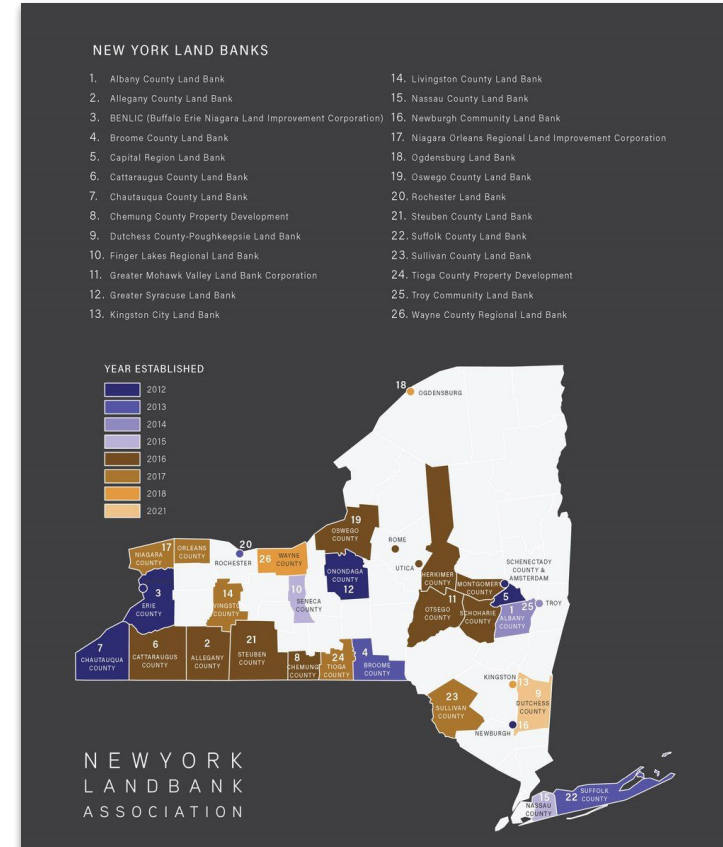 NEW YORK LAND BANKS
1. Albany County Land Bank
2. Allegany County Land Bank
3. BENLIC (Buffalo Erie Niagara Land Improvement Corporation)
4. Broome County Land Bank
5. Capital Region Land Bank
6. Cattaraugus County Land Bank
7. Chautauqua County Land Bank
8. Chemung County Property Development
9. Dutchess County-Poughkeepsie Land Bank
10. Finger Lakes Regional Land Bank
11. Greater Mohawk Valley Land Bank Corporation
12. Greater Syracuse Land Bank
13. Kingston City Land Bank
14. Livingston County Land Bank
15. Nassau County Land Bank
16. Newburgh Community Land Bank
17. Niagara Orleans Regional Land Improvement Corporation
18. Ogdensburg Land Bank
19. Oswego County Land Bank
20. Rochester Land Bank
21. Steuben County Land Bank
22. Suffolk County Land Bank
23. Sullivan County Land Bank
24. Tioga County Property Development
25. Troy Community Land Bank
26. Wayne County Regional Land Bank
YEAR ESTABLISHED
2012
2013
2014
2015
2016
2017
2018
2021
18
OGDENSBURG
19
OSWEGO
COUNTY
ROME
UTICA
17
NIAGARA
COUNTY
ORLEANS
COUNTY
20
ROCHESTER
26
WAYNE
COUNTY
ONONDAGA
COUNTY
12
HERKIMER
COUNTY
MONTGOMERY
COUNTY
SCHENECTADY
COUNTY &
AMSTERDAM
5
3
ERIE
COUNTY
14
LIVINGSTON
COUNTY
10
SENECA
COUNTY
11
OTSEGO
COUNTY
SCHOHARIE
COUNTY
1
ALBANY
COUNTY
25
TROY
7
CHAUTAUQUA
COUNTY
6
CATTARAUGUS
COUNTY
2
ALLEGANY
COUNTY
21
STEUBEN
COUNTY
8
CHEMUNG
COUNTY
24
TIOGA
COUNTY
4
BROOME
COUNTY
KINGSTON
13
9
DUTCHESS
COUNTY
23
SULLIVAN
COUNTY
NEWBURGH
16
15
NASSAU
COUNTY
22
SUFFOLK
COUNTY
NEWYORK
LANDBANK
ASSOCIATION